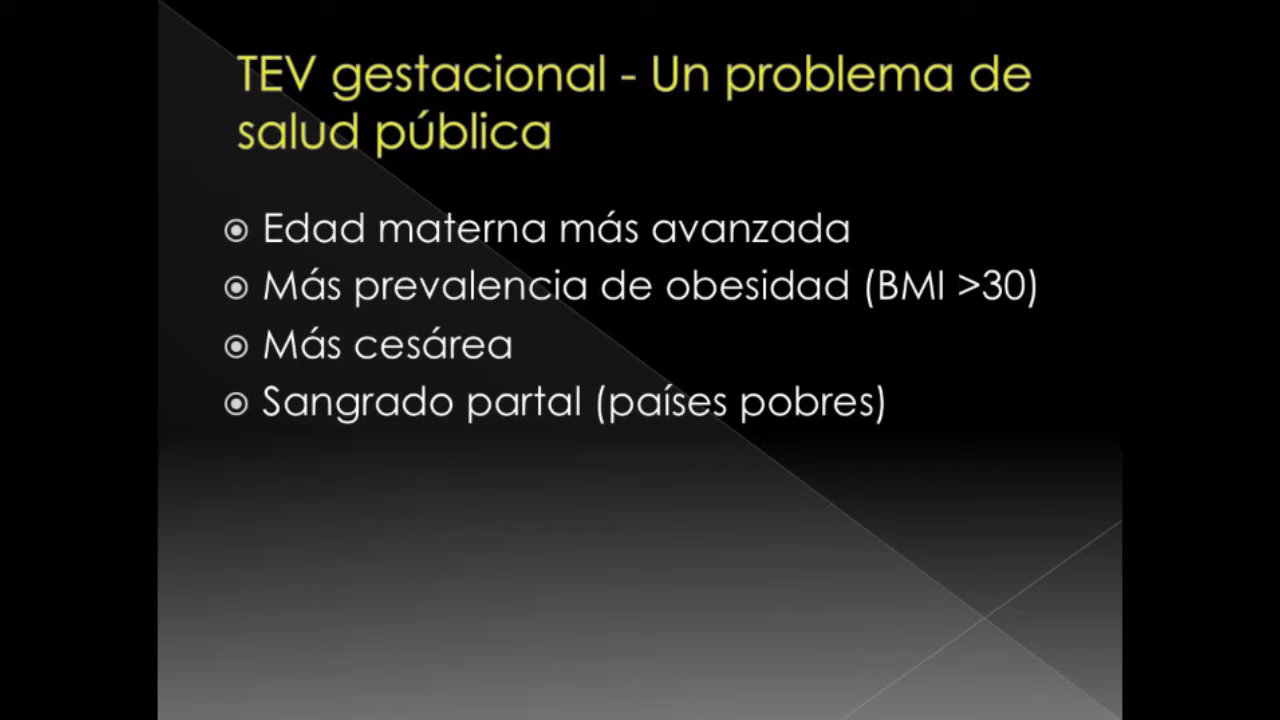 TEV gestacional - Un problema de
salud pública
Edad materna más avanzada
Más prevalencia de obesidad (BMI >30)
Más cesárea
Sangrado partal (países pobres)